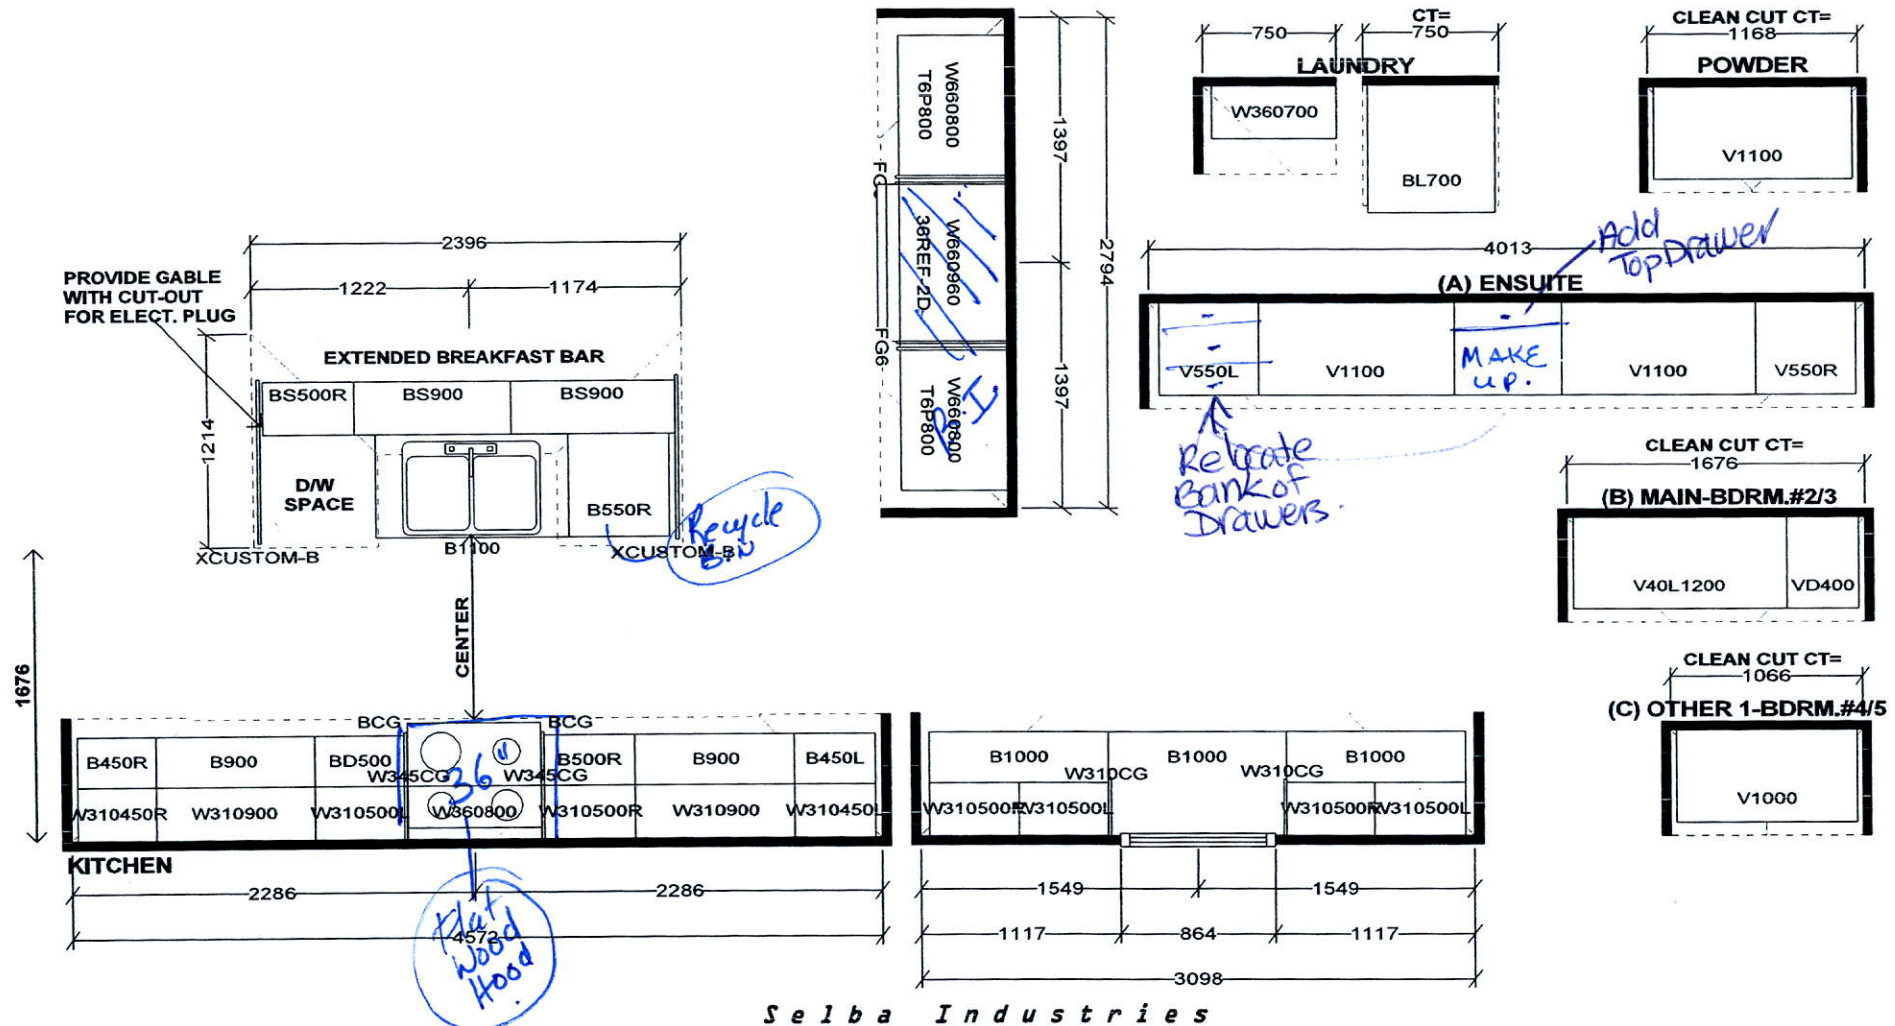 PROVIDE GABLE
WITH CUT-OUT
FOR ELECT. PLUG
2396
1222
1174
1214
EXTENDED BREAKFAST BAR
BS500R
BS900
BS900
D/W
SPACE
B550R
B1100
XCUSTOM-B
XCUSTOM-B
Recycle
Bin
CENTER
1676
BCG
BCG
B450R
B900
BD500
B500R
B900
B450L
W345CG
W345CG
36"
W310450R
W310900
W310500L
W360800
W310500R
W310900
W310450L
KITCHEN
2286
2286
4572
Flat
Wood
Hood
W660800
T6P800
W660960
36REF-2D
W660800
T6P800
B.I.
FG6
1397
1397
2794
B1000
B1000
B1000
W310CG
W310CG
W310500R
W310500L
W310500R
W310500L
1549
1549
1117
864
1117
3098
750
CT=
750
LAUNDRY
W360700
BL700
CLEAN CUT CT=
1168
POWDER
V1100
Add
Top Drawer
4013
(A) ENSUITE
V550L
V1100
MAKE
UP.
V1100
V550R
Relocate
Bank of
Drawers.
CLEAN CUT CT=
1676
(B) MAIN-BDRM.#2/3
V40L1200
VD400
CLEAN CUT CT=
1066
(C) OTHER 1-BDRM.#4/5
V1000
Selba Industries